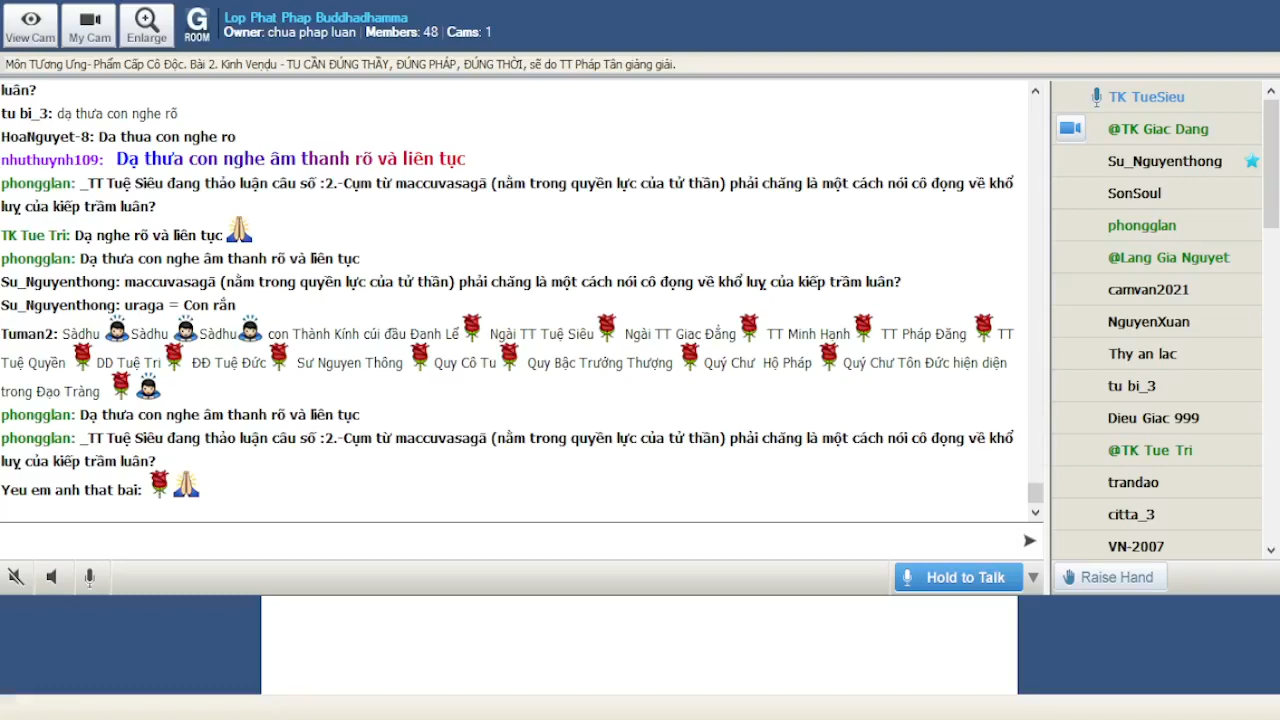 View Cam
My Cam
Enlarge
G
ROOM
Lop Phat Phap Buddhadhamma
Owner: chua phap luan | Members: 48 | Cams: 1
Môn Tương Ưng- Phẩm Cấp Cô Độc. Bài 2. Kinh Veṇḍu - TU CẦN ĐÚNG THẦY, ĐÚNG PHÁP, ĐÚNG THỜI, sẽ do TT Pháp Tân giảng giải.
luân?
tu bi_3: dạ thưa con nghe rõ
HoaNguyet-8: Da thua con nghe ro
nhuthuynh109: Dạ thưa con nghe âm thanh rõ và liên tục
phongglan: _TT Tuệ Siêu đang thảo luận câu số :2.-Cụm từ maccuvasagā (nằm trong quyền lực của tử thần) phải chăng là một cách nói cô đọng về khổ
luỵ của kiếp trầm luân?
TK Tue Tri: Dạ nghe rõ và liên tục
phongglan: Dạ thưa con nghe âm thanh rõ và liên tục
Su_Nguyenthong: maccuvasagā (nằm trong quyền lực của tử thần) phải chăng là một cách nói cô đọng về khổ luỵ của kiếp trầm luân?
Su_Nguyenthong: uraga = Con rắn
Tuman2: Sàdhu Sàdhu Sàdhu con Thành Kính cúi đầu Đanh Lể Ngài TT Tuệ Siêu Ngài TT Giac Đẳng TT Minh Hạnh TT Pháp Đăng TT
Tuệ Quyền DD Tuệ Tri ĐĐ Tuệ Đức Sư Nguyen Thông Quy Cô Tu Quy Bậc Trưởng Thượng Quý Chư Hộ Pháp Quý Chư Tôn Đức hiện diện
trong Đạo Tràng
phongglan: Dạ thưa con nghe âm thanh rõ và liên tục
phongglan: _TT Tuệ Siêu đang thảo luận câu số :2.-Cụm từ maccuvasagā (nằm trong quyền lực của tử thần) phải chăng là một cách nói cô đọng về khổ
luỵ của kiếp trầm luân?
Yeu em anh that bai:
Hold to Talk
TK TueSieu
@TK Giac Dang
Su_Nguyenthong
SonSoul
phongglan
@Lang Gia Nguyet
camvan2021
NguyenXuan
Thy an lac
tu bi_3
Dieu Giac 999
@TK Tue Tri
trandao
citta_3
VN-2007
Raise Hand